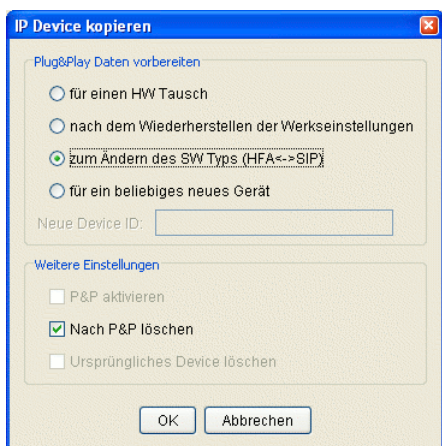 IP Device kopieren
Plug&Play Daten vorbereiten
für einen HW Tausch
nach dem Wiederherstellen der Werkseinstellungen
zum Ändern des SW Typs (HFA<->SIP)
für ein beliebiges neues Gerät
Neue Device ID:
Weitere Einstellungen
P&P aktivieren
Nach P&P löschen
Ursprüngliches Device löschen
OK Abbrechen